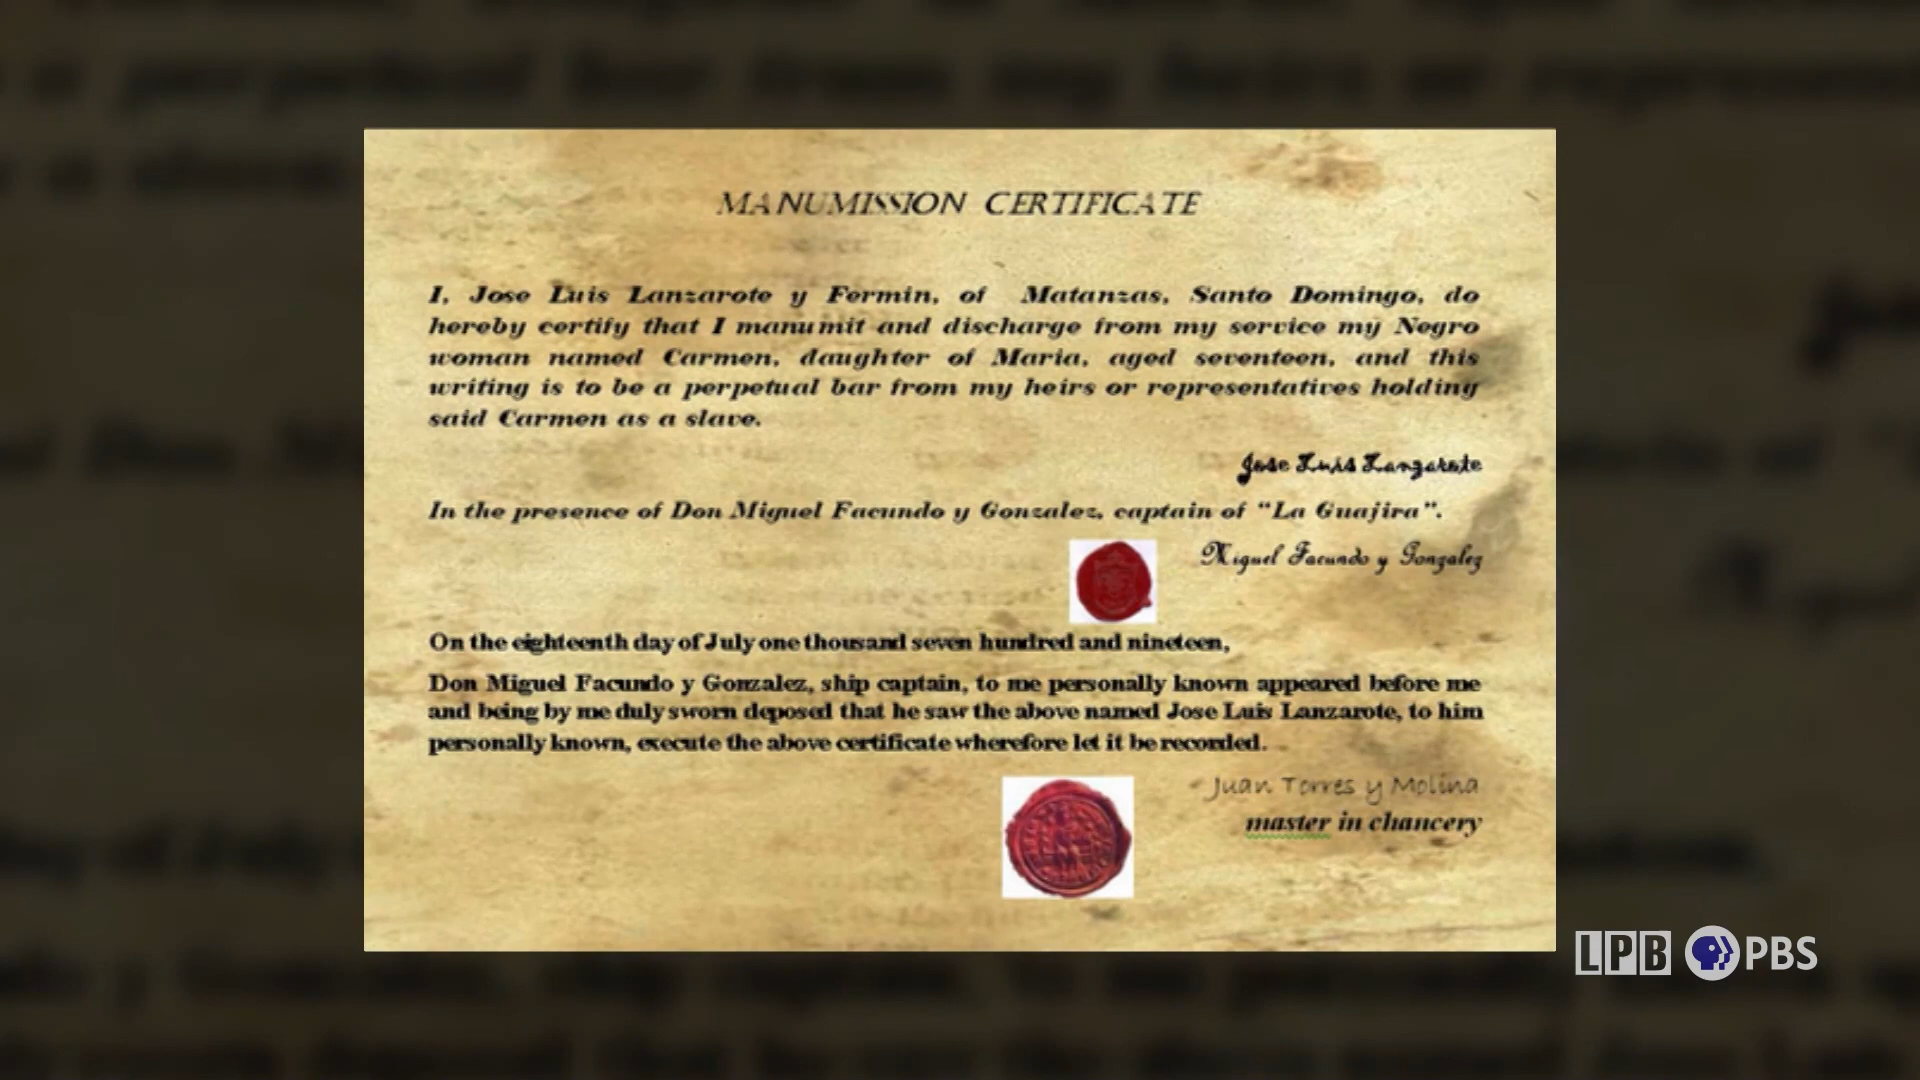 MANUMISSION CERTIFICATE
I, Jose Luis Lanzarote y Fermin, of Matanzas, Santo Domingo, do
hereby certify that I manumit and discharge from my service my Negro
woman named Carmen, daughter of Maria, aged seventeen, and this
writing is to be a perpetual bar from my heirs or representatives holding
said Carmen as a slave.
Jose Luis Lanzarote
In the presence of Don Miguel Facundo y Gonzalez, captain of “La Guajira”.
Miguel Facundo y Gonzalez
On the eighteenth day of July one thousand seven hundred and nineteen,
Don Miguel Facundo y Gonzalez, ship captain, to me personally known appeared before me
and being by me duly sworn deposed that he saw the above named Jose Luis Lanzarote, to him
personally known, execute the above certificate wherefore let it be recorded.
Juan Torres y Molina
master in chancery
LPB PBS